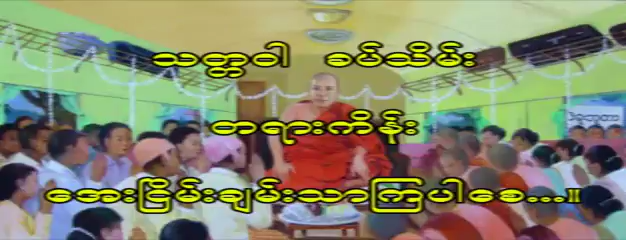 သတ္တဝါ ခပ်သိမ်း
တရားကိန်း
အေးငြိမ်းချမ်းသာကြပါစေ...။